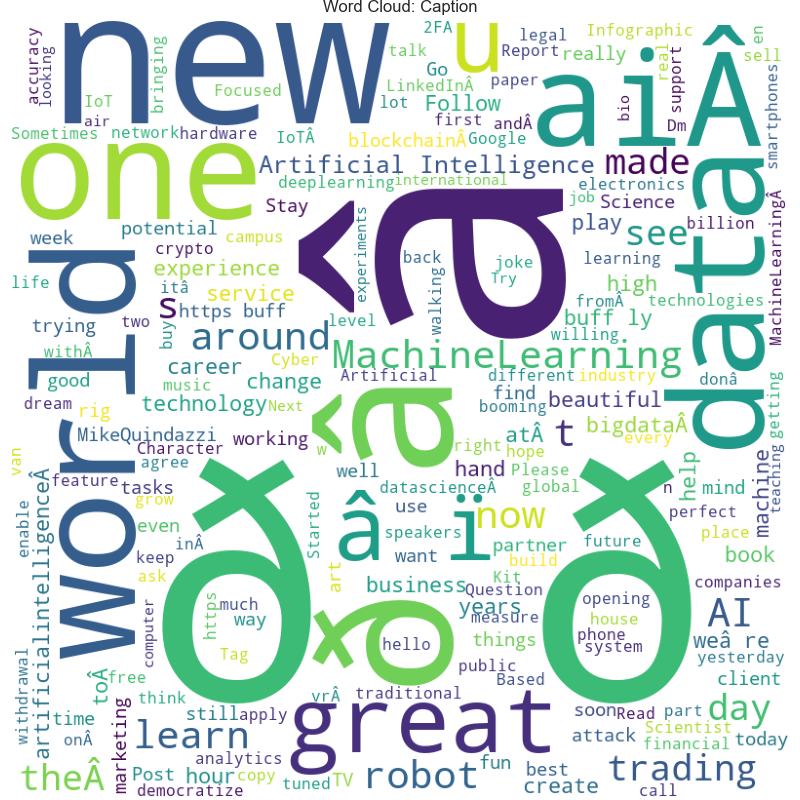 Word Cloud: Caption
new
u
2FA
talk
Go
LinkedInÂ
lot
Follow
Report
legal
paper
really
Infographic
real
support
en
sell
smartphones
accuracy
looking
IoT
air
bringing
Focused
first
andÂ
bio
Dm
aiÂ
Sometimes
network
hardware
IoTÂ
blockchainÂ
Google
one
Artificial Intelligence
made
deeplearning
international
electronics
job
Science
billion
data
MachineLearningÂ
Stay
week
potential
campus
crypto
life
experience
itâ
service
s
https buff
trying
two
buy
level
experiments
Ââ
back
walking
joke
Try
play
see
learning
high
fromÂ
technologies
buff ly
willing
world
around
withÂ
good
career
Cyber
MachineLearning
music
change
Artificial
different
industry
donâ
dream
rig
technology
Next
find
booming
beautiful
getting
MikeQuindazzi
Character
working
w
Ââ
right
hope
atÂ
t
bigdataÂ
every
van
feature
agree
tasks
well
hand
Please
global
datascienceÂ
n
help
mind
machine
teaching
perfect
enable
artificialintelligenceÂ
grow
even
use
â ï
now
speakers
place
book
keep
inÂ
Started
want
partner
future
ask
art
build
computer
ðx
https
much
way
Tag
business
Kit
Question
years
measure
ðx
opening
house
phone
system
companies
AI
ðx
hello
things
public
weâ re
yesterday
withdrawal
toÂ
free
think
vrÂ
traditional
Based
client
time
onÂ
marketing
still
apply
great
soon
Read
part
day
learn
attack
Scientist
financial
today
theÂ
Post
hour
analytics
copy
tuned
TV
robot
fun
best
create
trading
call
democratize